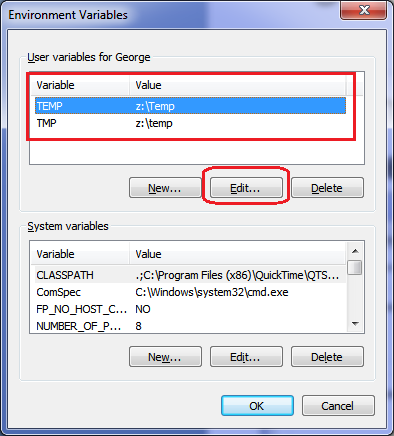 Environment Variables
User variables for George
Variable Value
TEMP z:\Temp
TMP z:\temp
New... Edit... Delete
System variables
Variable Value
CLASSPATH .;C:\Program Files (x86)\QuickTime\QTS...
ComSpec C:\Windows\system32\cmd.exe
FP_NO_HOST_C... NO
NUMBER_OF_P... 8
New... Edit... Delete
OK Cancel